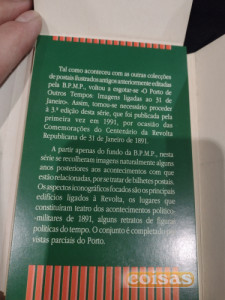 Tal como aconteceu com as outras colecções
de postais ilustrados antigos anteriormente editadas
pela B.P.M.P., voltou a esgotar-se «O Porto de
Outros Tempos: Imagens ligadas ao 31 de
Janeiro». Assim, tornou-se necessário proceder
à 3.ª edição desta série, que foi publicada pela
primeira vez em 1991, por ocasião das
Comemorações do Centenário da Revolta
Republicana de 31 de Janeiro de 1891.
A partir apenas do fundo da B.P.M.P., nesta
série se recolheram imagens naturalmente alguns
anos posteriores aos acontecimentos com que
estão relacionadas, por se tratar de bilhetes postais.
Os aspectos iconográficos focados são os principais
edifícios ligados à Revolta, os lugares que
constituíram teatro dos acontecimentos político-
-militares de 1891, alguns retratos de figuras
políticas do tempo. O conjunto é completado por
vistas parciais do Porto.
coisas